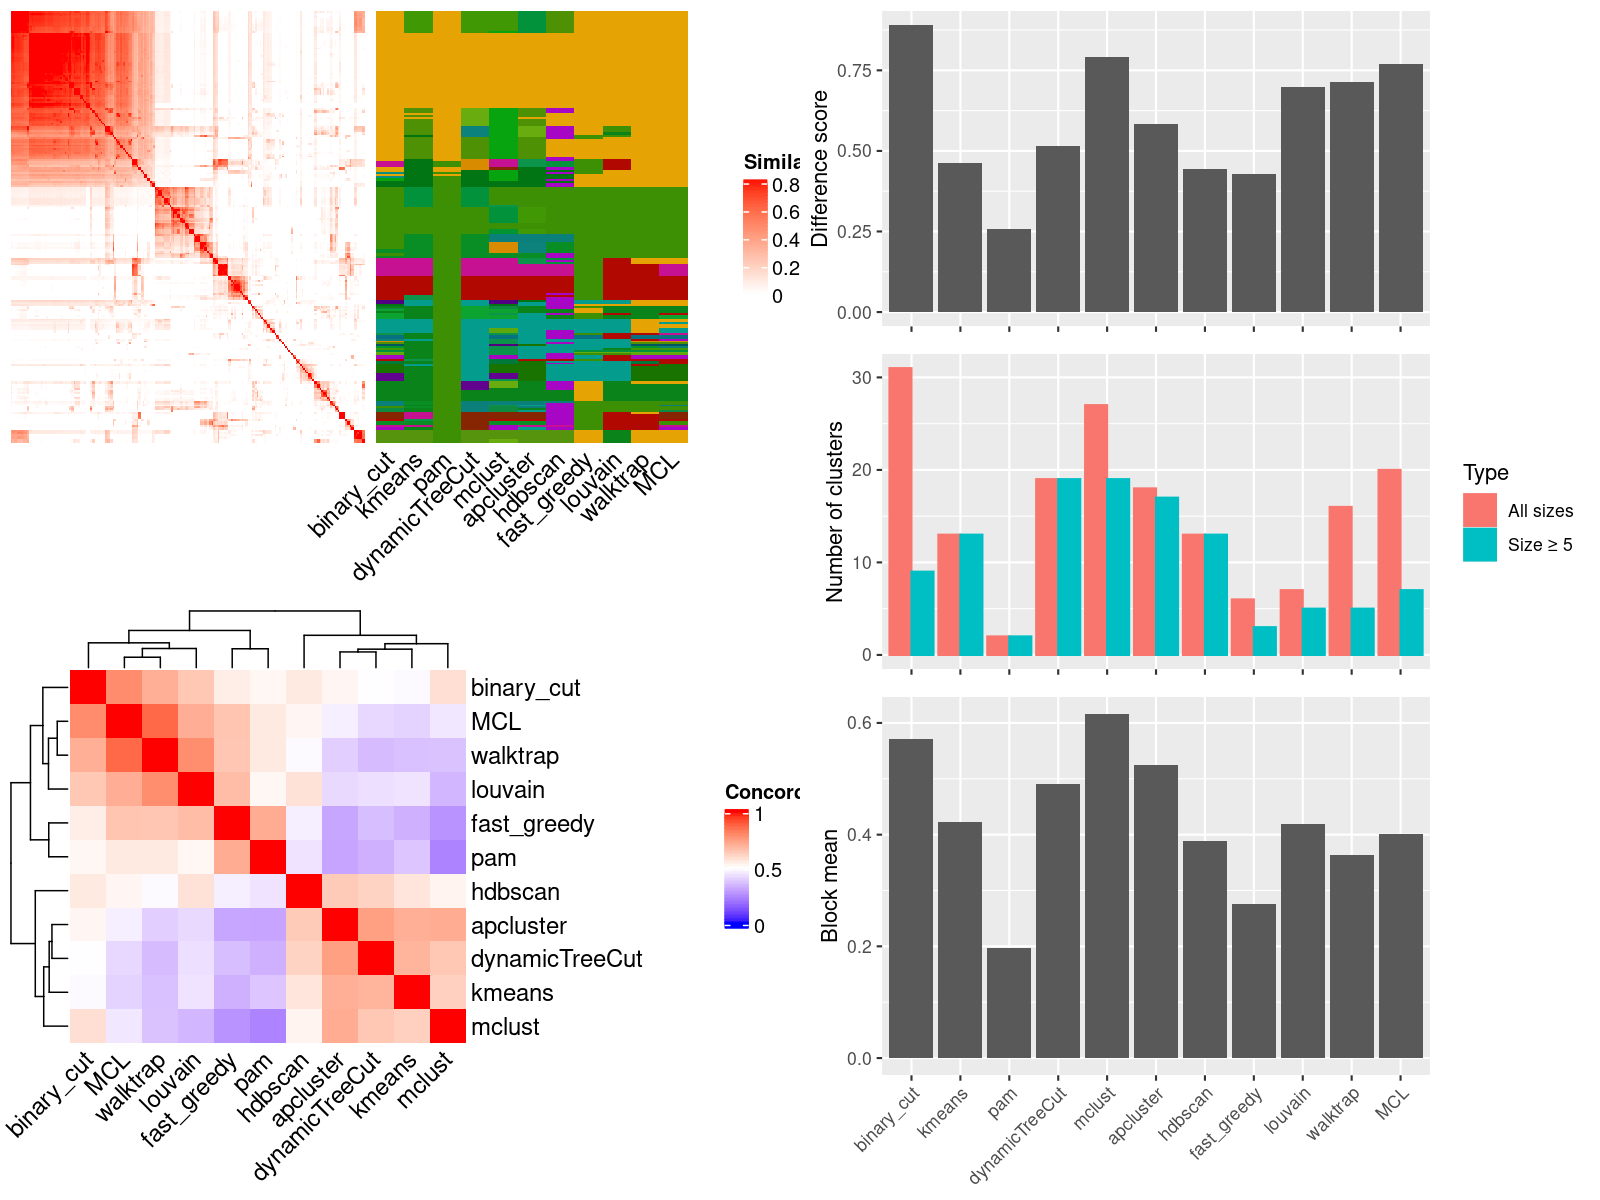 Simila
0.8
0.6
0.4
0.2
0
binary_cut
kmeans
pam
dynamicTreeCut
mclust
apcluster
hdbscan
fast_greedy
louvain
walktrap
MCL
binary_cut
MCL
walktrap
louvain
fast_greedy
pam
hdbscan
apcluster
dynamicTreeCut
kmeans
mclust
binary_cut
MCL
walktrap
louvain
fast_greedy
pam
hdbscan
apcluster
dynamicTreeCut
kmeans
mclust
Concord
1
0.5
0
Difference score
0.75
0.50
0.25
0.00
Number of clusters
30
20
10
0
Type
All sizes
Size ≥ 5
Block mean
0.6
0.4
0.2
0.0
binary_cut
kmeans
pam
dynamicTreeCut
mclust
apcluster
hdbscan
fast_greedy
louvain
walktrap
MCL